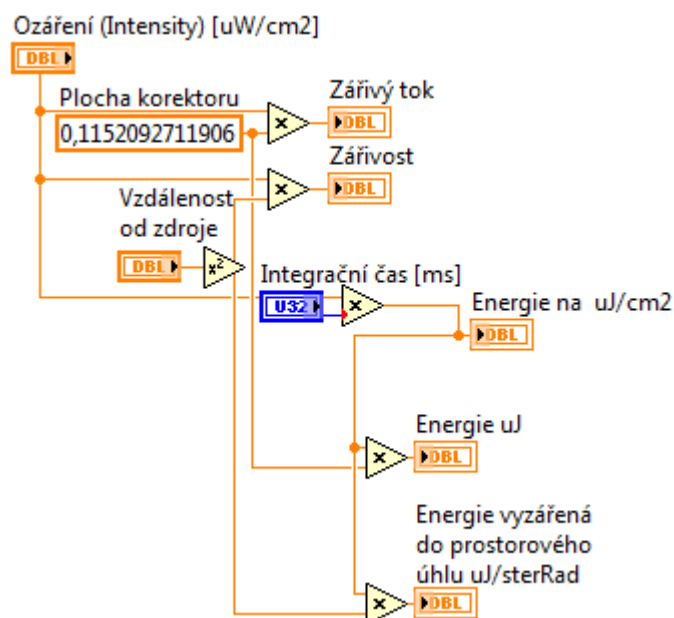 Ozáření (Intensity) [uW/cm2]
DBL
Plocha korektoru
0,1152092711906
×
Zářivý tok
DBL
Zářivost
×
DBL
Vzdálenost
od zdroje
DBL
x²
Integrační čas [ms]
U32
×
Energie na  uJ/cm2
DBL
Energie uJ
×
DBL
Energie vyzářená
do prostorového
úhlu uJ/sterRad
×
DBL